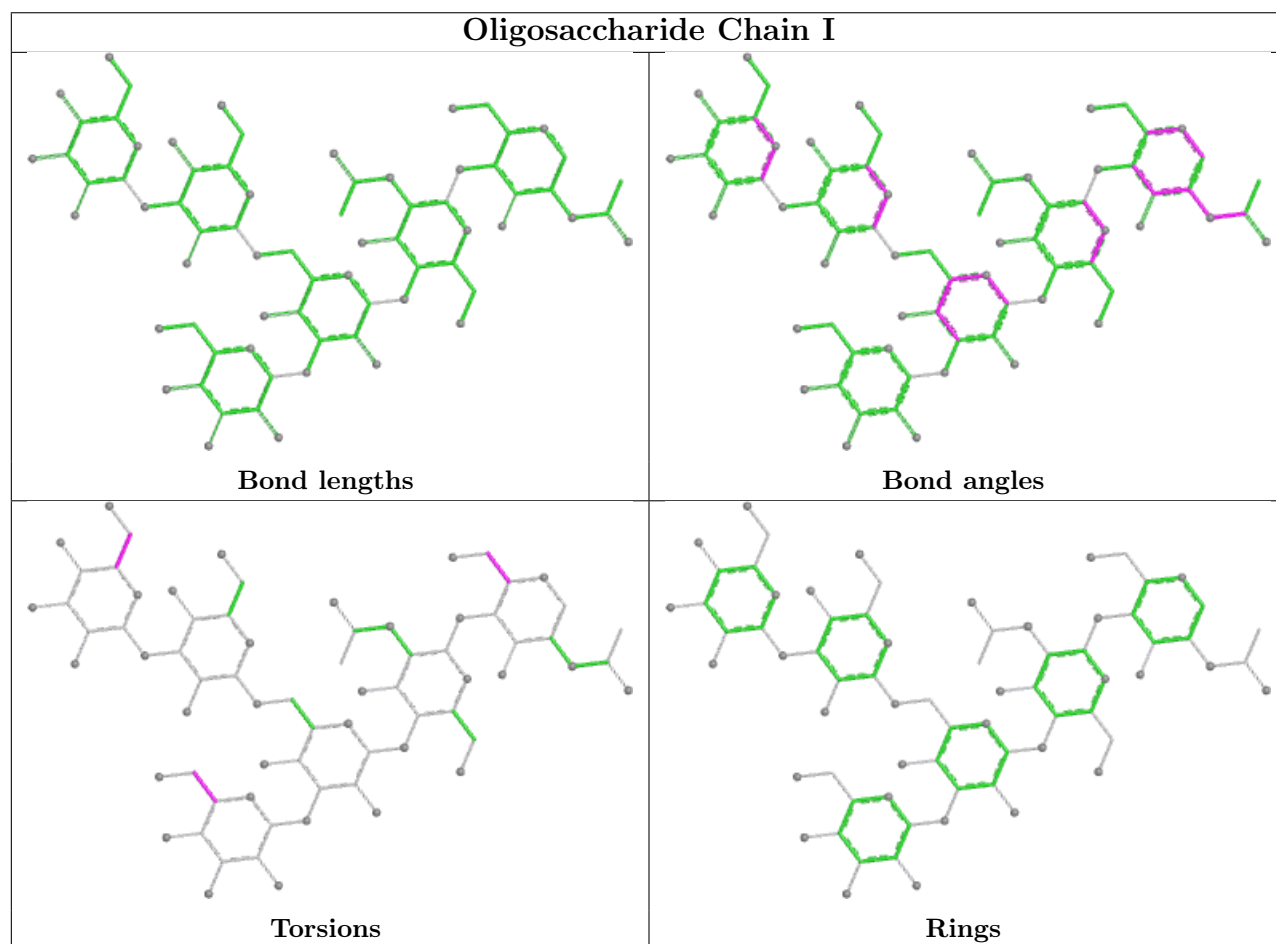 Oligosaccharide Chain I
Bond lengths
Bond angles
Torsions
Rings